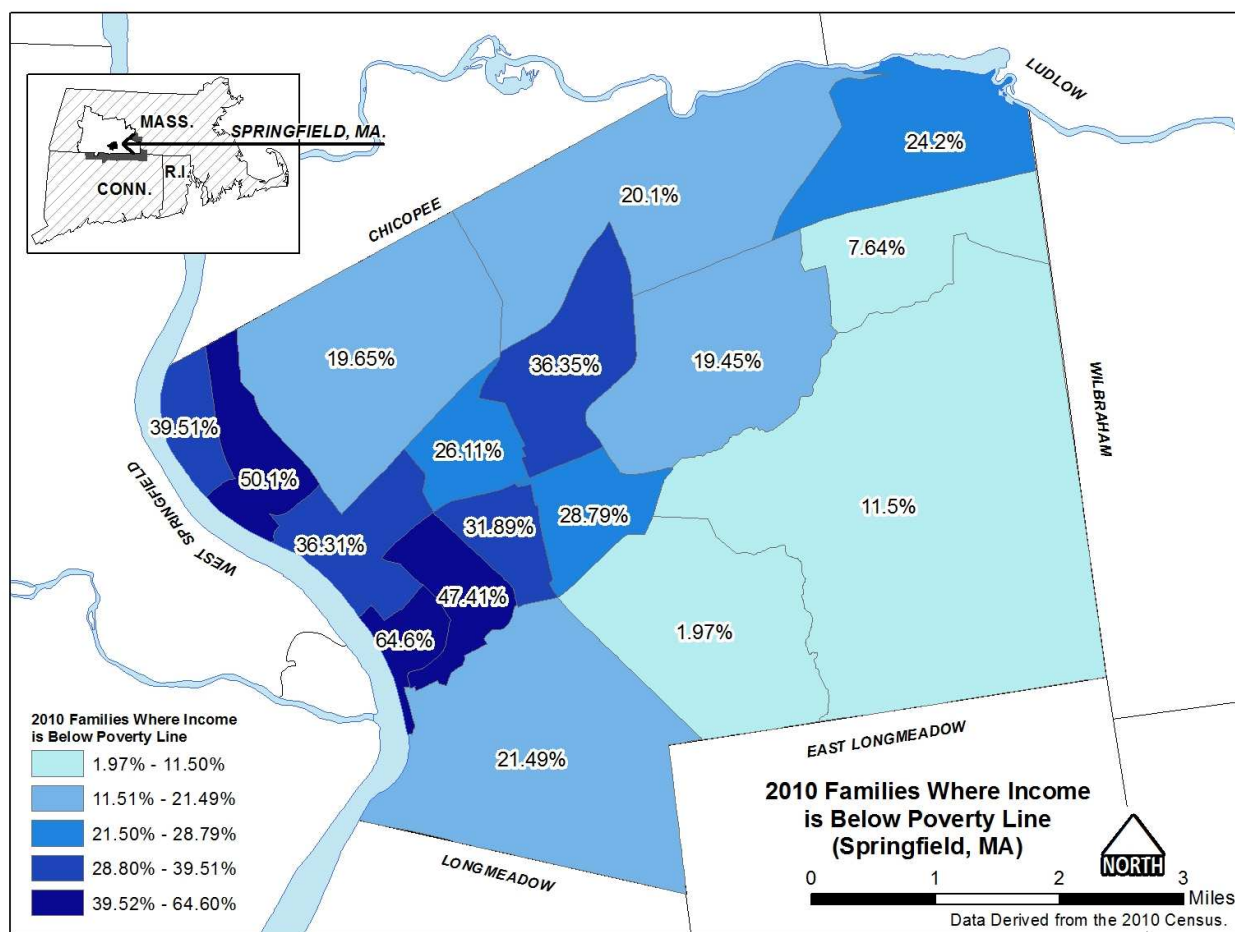 LUDLOW
MASS.
SPRINGFIELD, MA.
R.I.
CONN.
CHICOPEE
24.2%
20.1%
7.64%
19.65%
36.35%
19.45%
WILBRAHAM
39.51%
26.11%
50.1%
WEST SPRINGFIELD
11.5%
31.89%
28.79%
36.31%
47.41%
64.6%
1.97%
21.49%
EAST LONGMEADOW
LONGMEADOW
2010 Families Where Income
is Below Poverty Line
1.97% - 11.50%
11.51% - 21.49%
21.50% - 28.79%
28.80% - 39.51%
39.52% - 64.60%
2010 Families Where Income
is Below Poverty Line
(Springfield, MA)
NORTH
0 1 2 3
Miles
Data Derived from the 2010 Census.